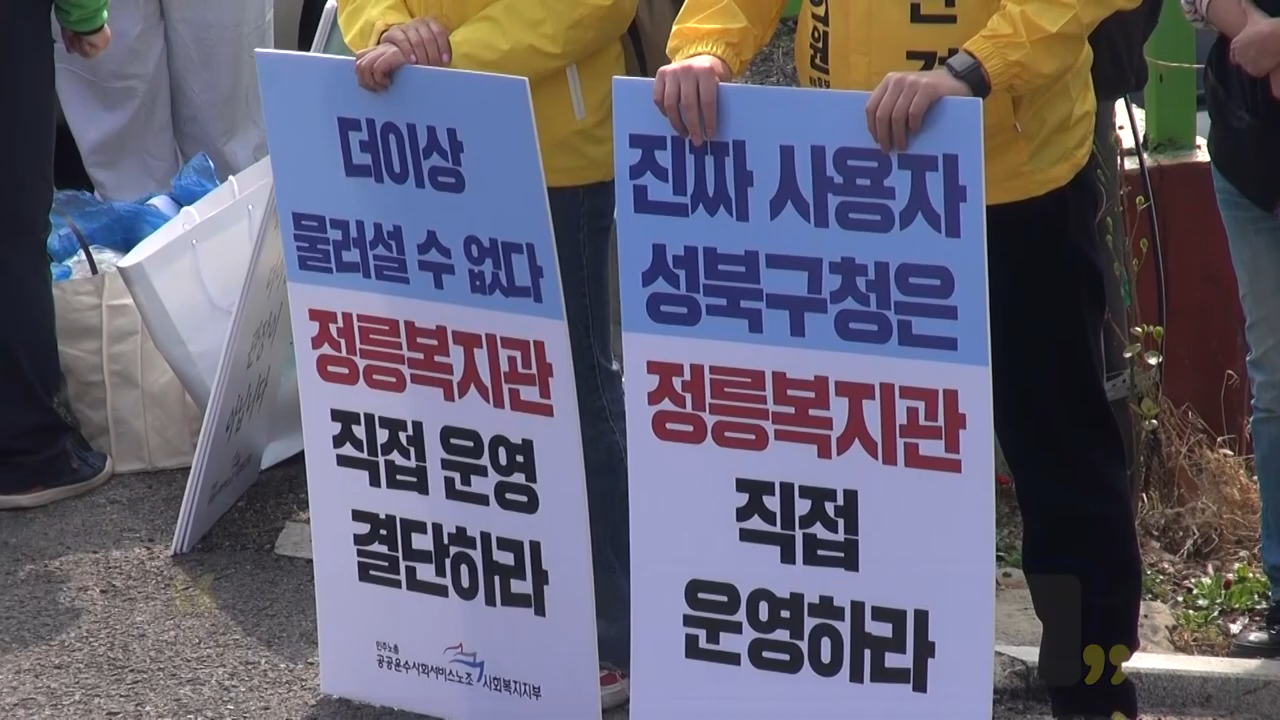 더이상
물러설 수 없다
정릉복지관
직접 운영
결단하라
민주노총
공공운수사회서비스노조 사회복지지부
진짜 사용자
성북구청은
정릉복지관
직접
운영하라